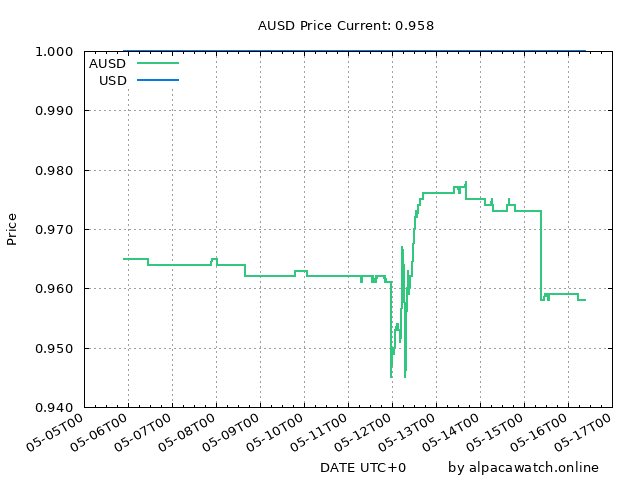 AUSD Price Current: 0.958
1.000
0.990
0.980
0.970
0.960
0.950
0.940
Price
AUSD
USD
05-05T00
05-06T00
05-07T00
05-08T00
05-09T00
05-10T00
05-11T00
05-12T00
05-13T00
05-14T00
05-15T00
05-16T00
05-17T00
DATE UTC+0
by alpacawatch.online